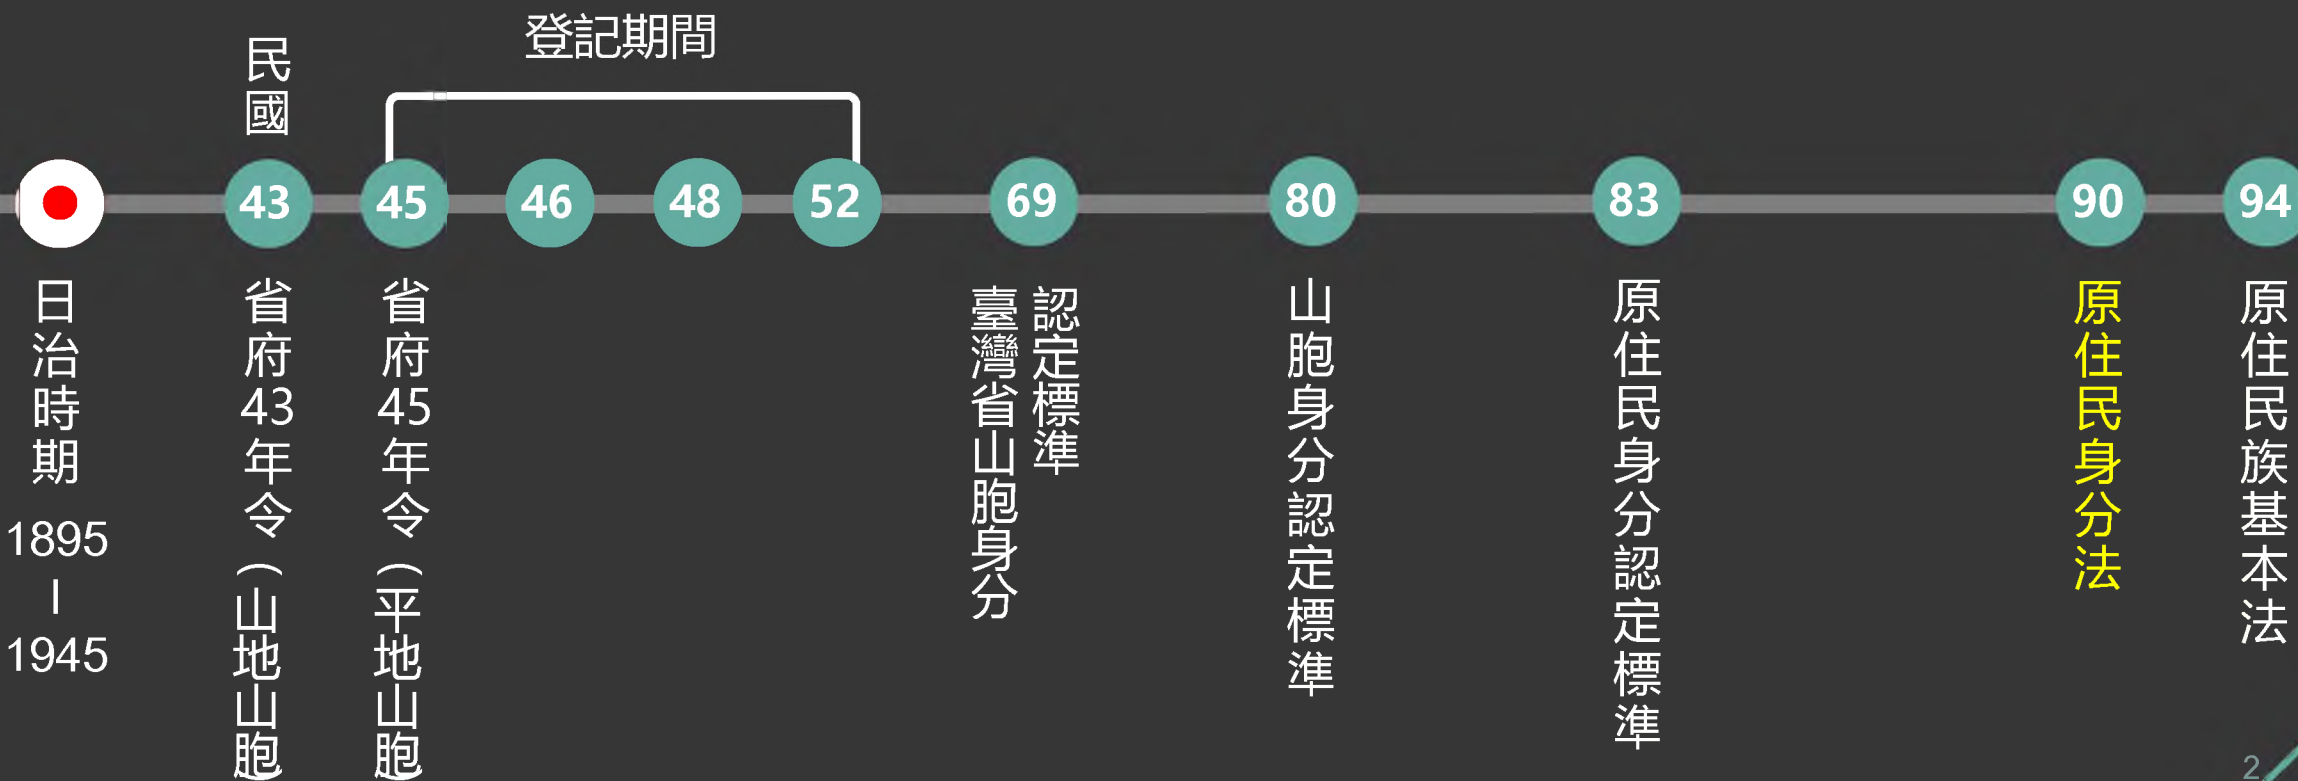 登記期間
民國
43
45
46
48
52
69
80
83
90
94
日治時期
1895
–
1945
省府43年令（山地山胞）
省府45年令（平地山胞）
臺灣省山胞身分
認定標準
山胞身分認定標準
原住民身分認定標準
原住民身分法
原住民族基本法
2